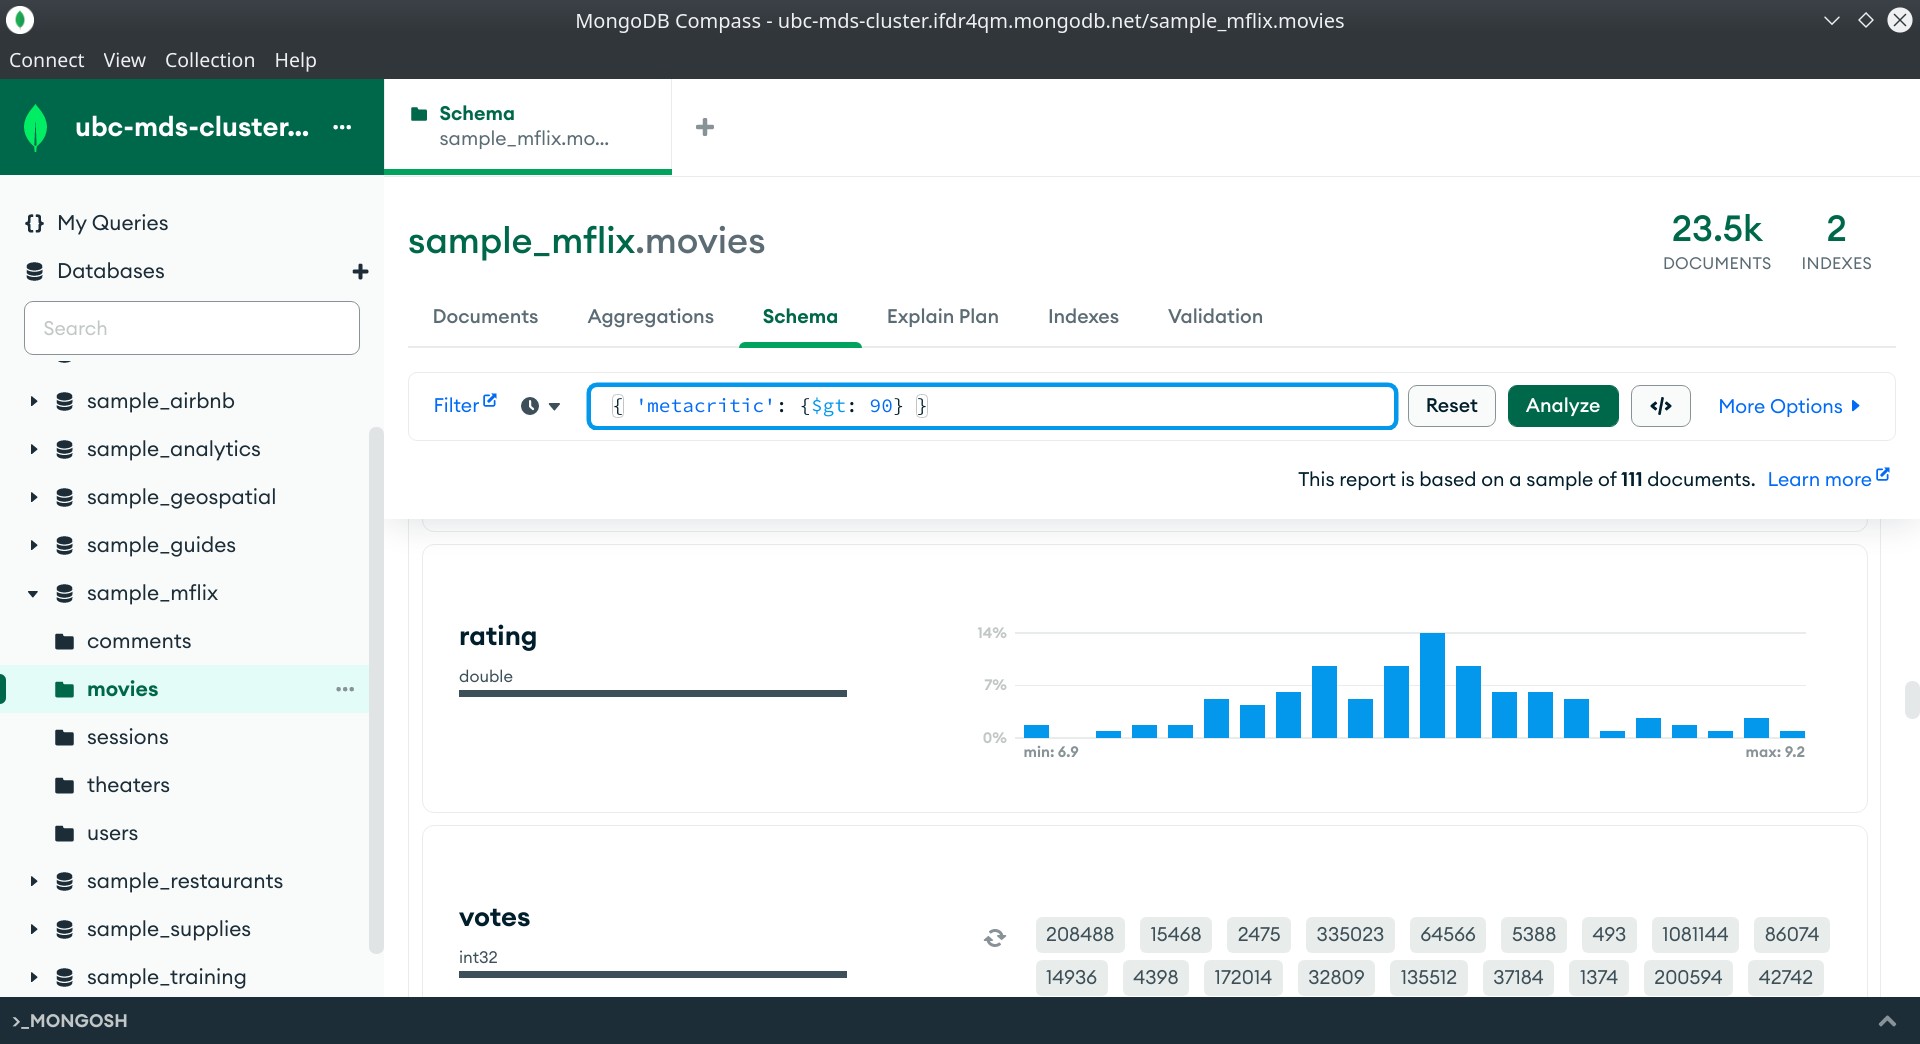 MongoDB Compass - ubc-mds-cluster.ifdr4qm.mongodb.net/sample_mflix.movies
Connect View Collection Help
ubc-mds-cluster... ...
Schema
sample_mflix.mo...
+
{} My Queries
Databases +
Search
sample_airbnb
sample_analytics
sample_geospatial
sample_guides
sample_mflix
comments
movies ...
sessions
theaters
users
sample_restaurants
sample_supplies
sample_training
sample_mflix.movies
23.5k
DOCUMENTS
2
INDEXES
Documents Aggregations Schema Explain Plan Indexes Validation
Filter { 'metacritic': {$gt: 90} } Reset Analyze </> More Options
This report is based on a sample of 111 documents. Learn more
rating
double
14%
7%
0%
min: 6.9 max: 9.2
votes
int32
208488 15468 2475 335023 64566 5388 493 1081144 86074
14936 4398 172014 32809 135512 37184 1374 200594 42742
>_MONGOSH